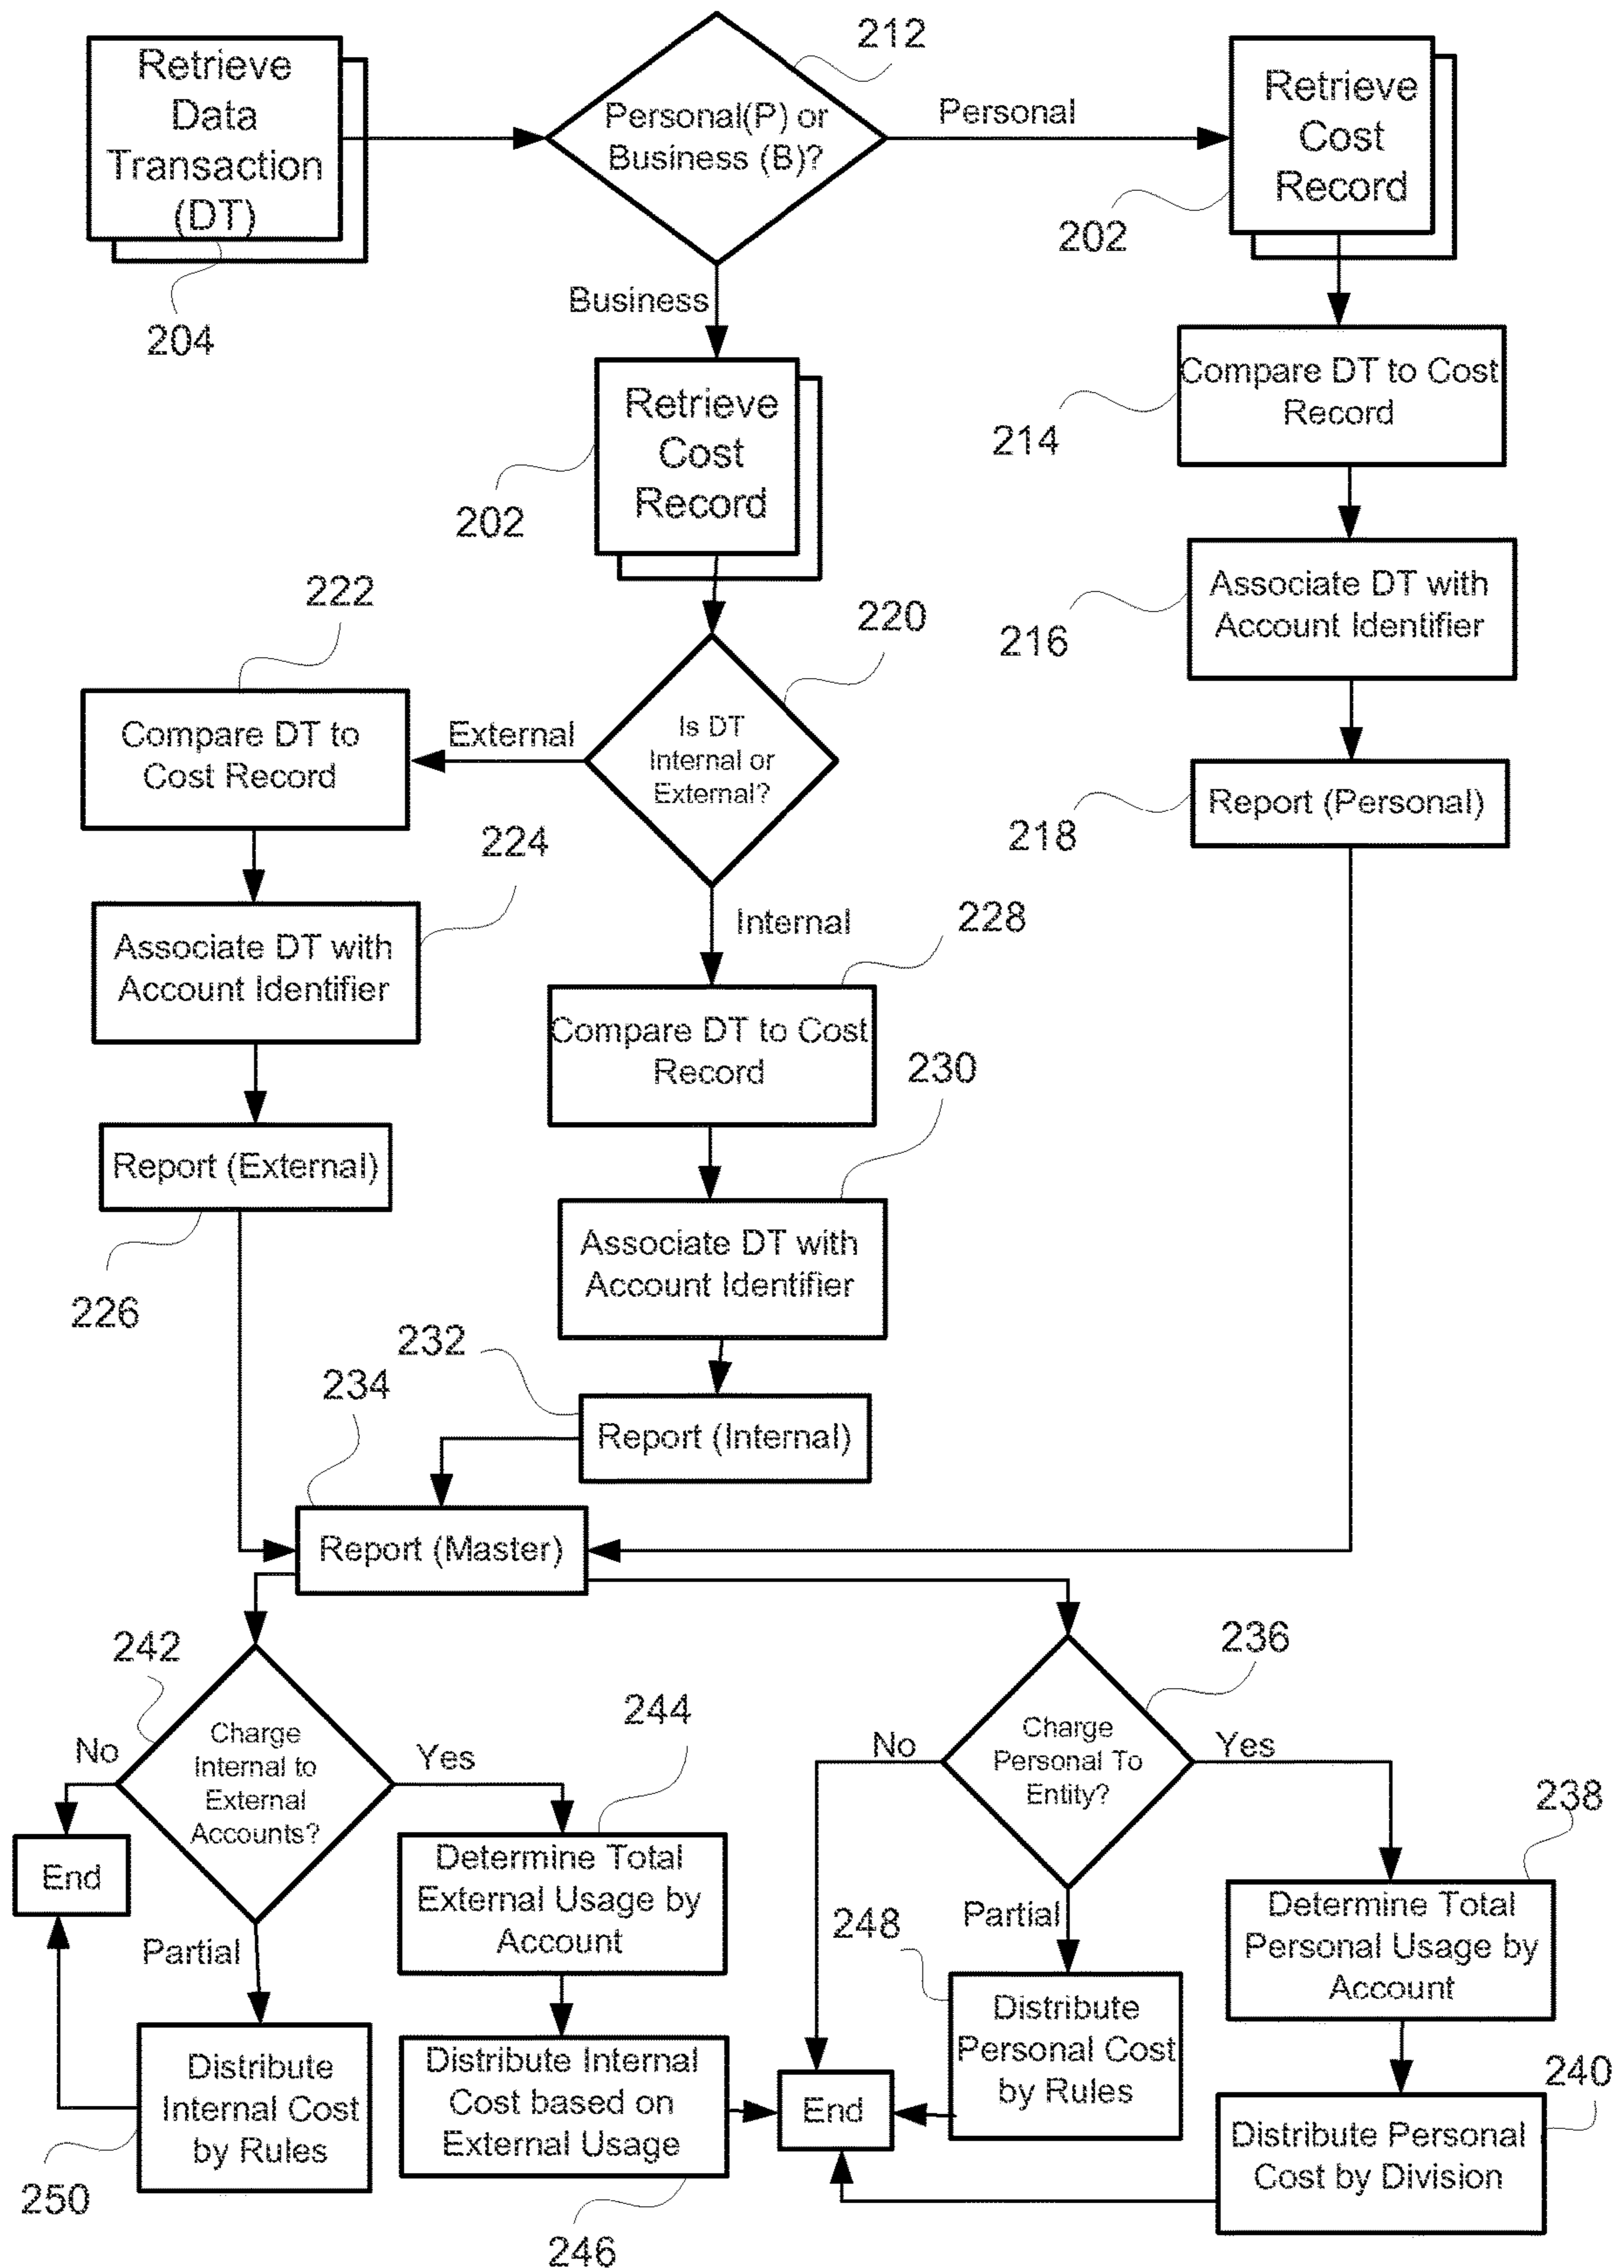 Retrieve
Data
Transaction
(DT)
204
212
Personal(P) or
Business (B)?
Personal
Business
Retrieve
Cost
Record
202
Compare DT to Cost
Record
214
Associate DT with
Account Identifier
216
Report (Personal)
218
Retrieve
Cost
Record
202
220
Is DT
Internal or
External?
External
Internal
222
Compare DT to
Cost Record
224
Associate DT with
Account Identifier
Report (External)
226
228
Compare DT to Cost
Record
230
Associate DT with
Account Identifier
232
Report (Internal)
234
Report (Master)
242
Charge
Internal to
External
Accounts?
No
Yes
Partial
End
244
Determine Total
External Usage by
Account
Distribute Internal
Cost based on
External Usage
246
Distribute
Internal Cost
by Rules
250
236
Charge
Personal To
Entity?
No
Yes
Partial
238
Determine Total
Personal Usage by
Account
248
Distribute
Personal Cost
by Rules
End
240
Distribute Personal
Cost by Division